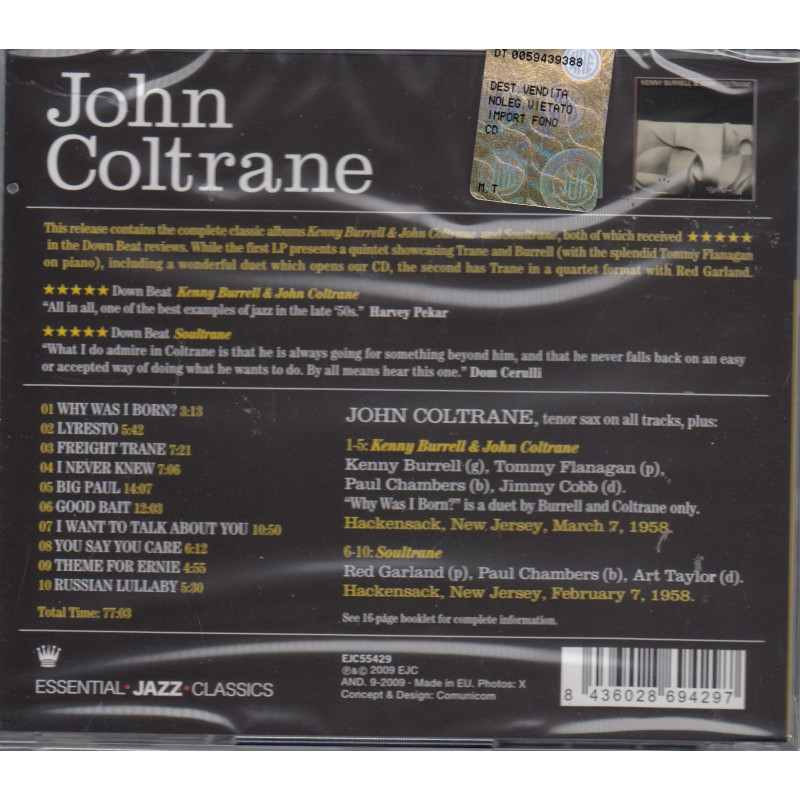 John
Coltrane
DT 0059439388
DEST.VENDITA
NOLEG.VIETATO
IMPORT FONO
CD
M.T
KENNY BURRELL & JOHN COLTRANE
This release contains the complete classic albums Kenny Burrell & John Coltrane and Soultrane, both of which received ★★★★★
in the Down Beat reviews. While the first LP presents a quintet showcasing Trane and Burrell (with the splendid Tommy Flanagan
on piano), including a wonderful duet which opens our CD, the second has Trane in a quartet format with Red Garland.
★★★★★ Down Beat Kenny Burrell & John Coltrane
“All in all, one of the best examples of jazz in the late ’50s.” Harvey Pekar
★★★★★ Down Beat Soultrane
“What I do admire in Coltrane is that he is always going for something beyond him, and that he never falls back on an easy
or accepted way of doing what he wants to do. By all means hear this one.” Dom Cerulli
01 WHY WAS I BORN? 3:13
02 LYRESTO 5:42
03 FREIGHT TRANE 7:21
04 I NEVER KNEW 7:06
05 BIG PAUL 14:07
06 GOOD BAIT 12:03
07 I WANT TO TALK ABOUT YOU 10:50
08 YOU SAY YOU CARE 6:12
09 THEME FOR ERNIE 4:55
10 RUSSIAN LULLABY 5:30
Total Time: 77:03
JOHN COLTRANE, tenor sax on all tracks, plus:
1-5: Kenny Burrell & John Coltrane
Kenny Burrell (g), Tommy Flanagan (p),
Paul Chambers (b), Jimmy Cobb (d).
“Why Was I Born?” is a duet by Burrell and Coltrane only.
Hackensack, New Jersey, March 7, 1958.
6-10: Soultrane
Red Garland (p), Paul Chambers (b), Art Taylor (d).
Hackensack, New Jersey, February 7, 1958.
See 16-page booklet for complete information.
ESSENTIAL·JAZZ·CLASSICS
EJC55429
℗&© 2009 EJC
AND. 9-2009 - Made in EU. Photos: X
Concept & Design: Comunicom
8 436028 694297